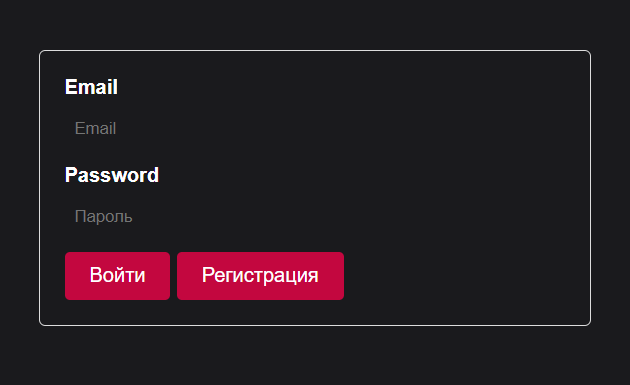 Email
Email
Password
Пароль
Войти Регистрация